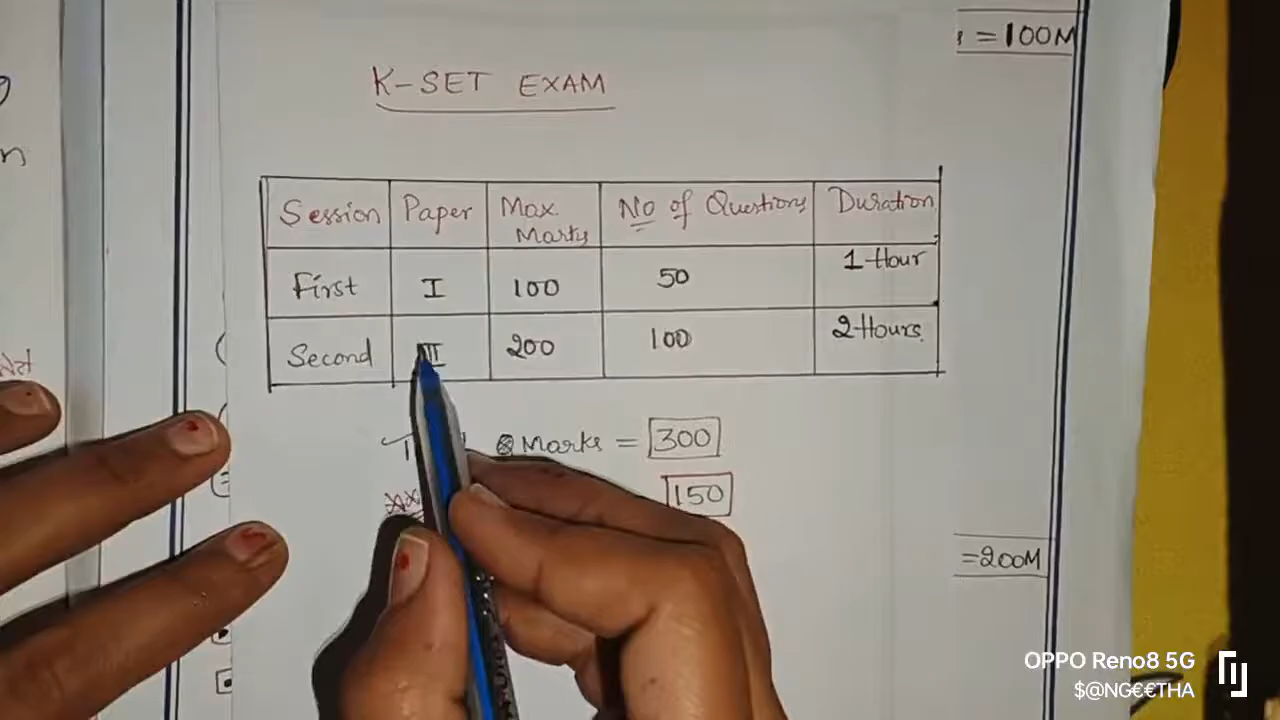 = 100M
K-SET EXAM
Session Paper Max Marks No of Questions Duration
First I 100 50 1 Hour
Second II 200 100 2 Hours.
Marks = 300
150
=200M
OPPO Reno8 5G
$@NG€€THA